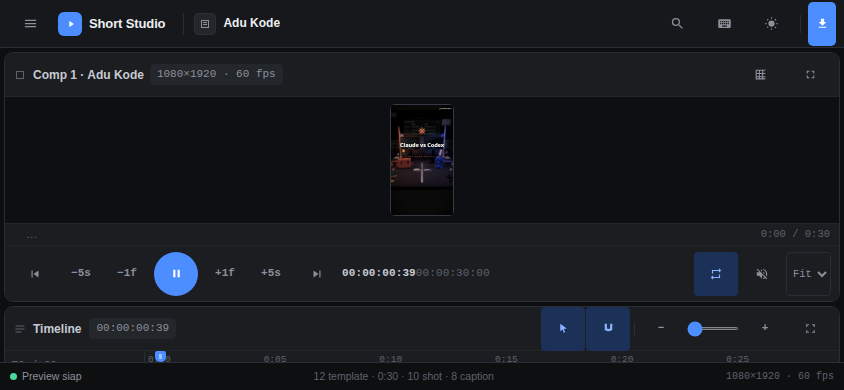 Short Studio
Adu Kode
Comp 1 · Adu Kode
1080×1920 · 60 fps
Claude vs Codex
...
0:00 / 0:30
−5s
−1f
+1f
+5s
00:00:00:39
00:00:30:00
Fit
Timeline
00:00:00:39
−
+
0:05
0:10
0:15
0:20
0:25
Preview siap
12 template · 0:30 · 10 shot · 8 caption
1080×1920 · 60 fps